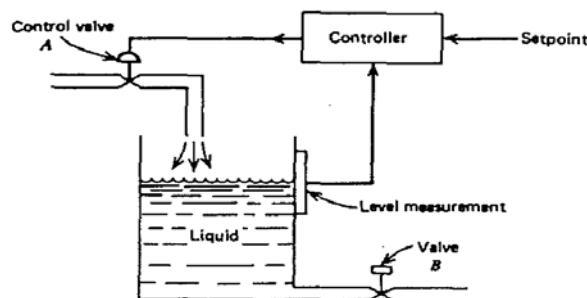 Control valve
A
Controller
Setpoint
Level measurement
Liquid
Valve
B